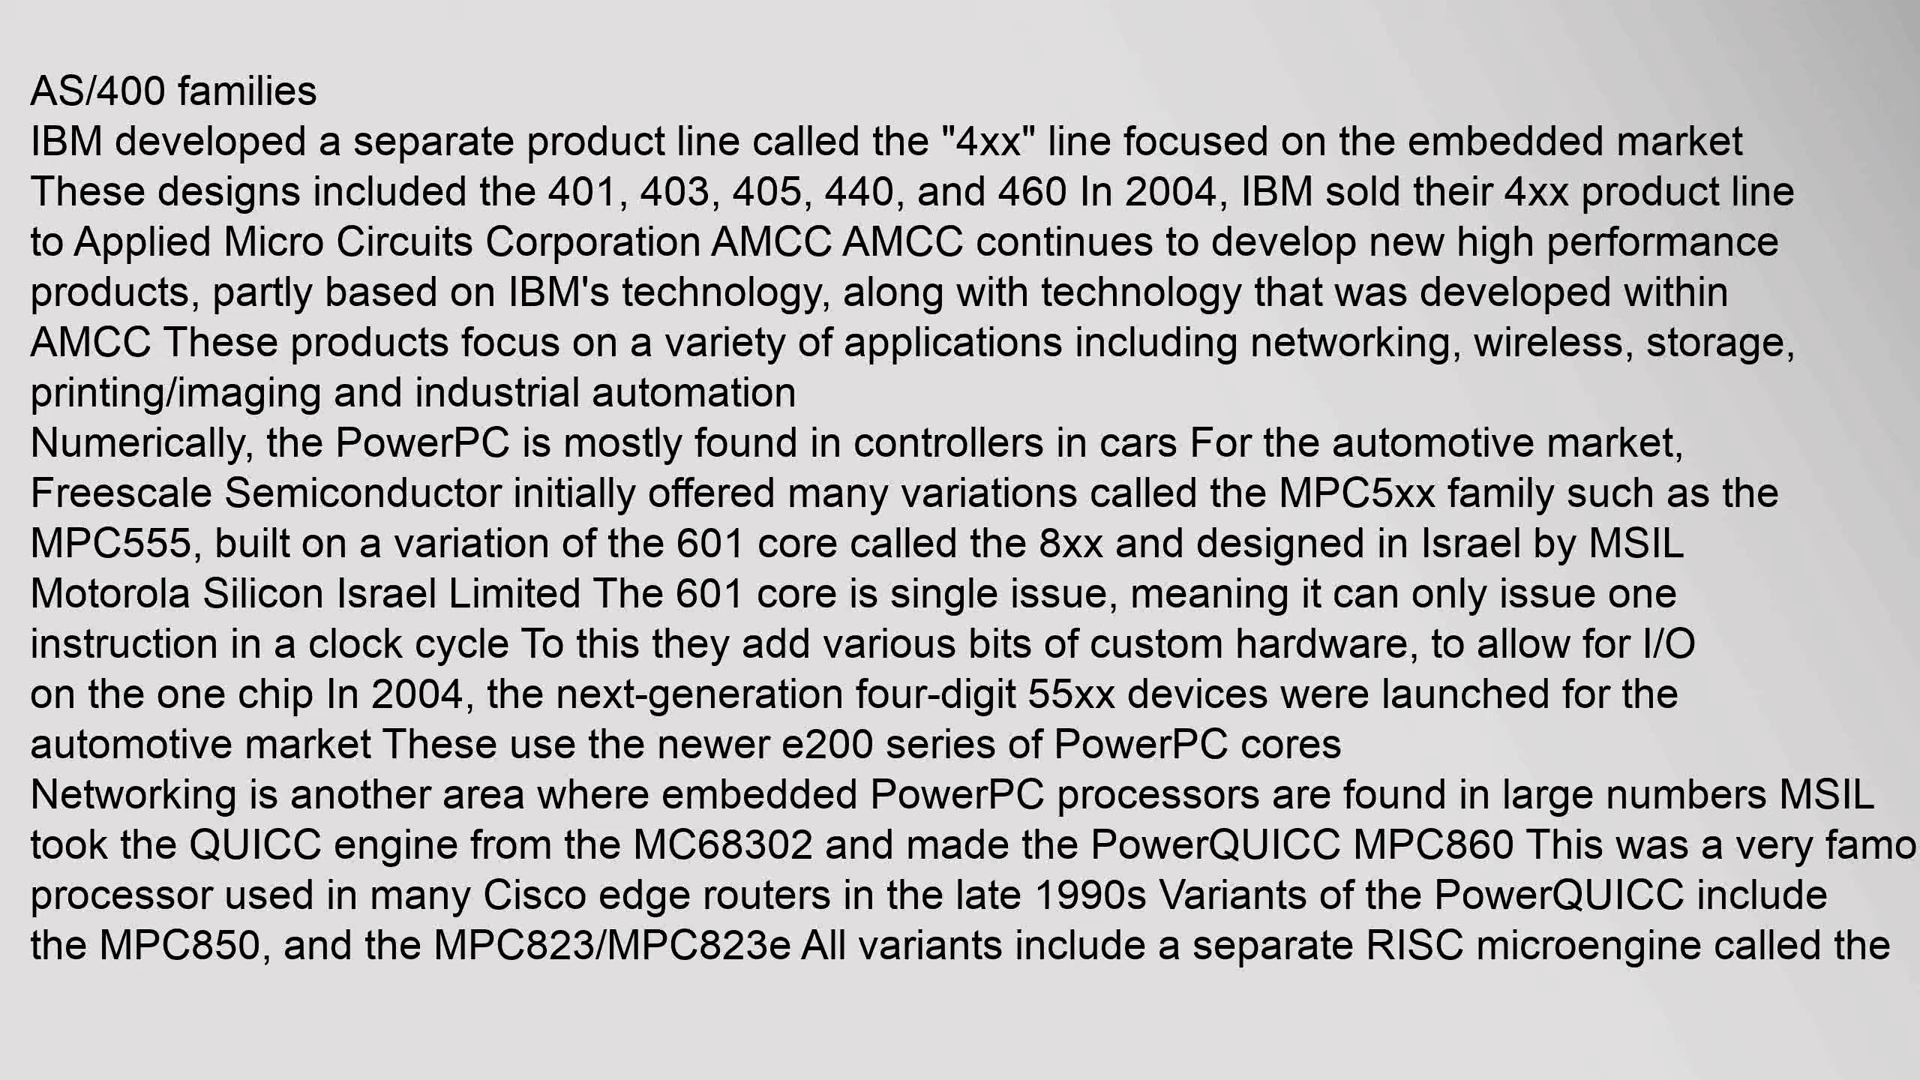 AS/400 families
IBM developed a separate product line called the "4xx" line focused on the embedded market
These designs included the 401, 403, 405, 440, and 460 In 2004, IBM sold their 4xx product line
to Applied Micro Circuits Corporation AMCC AMCC continues to develop new high performance
products, partly based on IBM's technology, along with technology that was developed within
AMCC These products focus on a variety of applications including networking, wireless, storage,
printing/imaging and industrial automation
Numerically, the PowerPC is mostly found in controllers in cars For the automotive market,
Freescale Semiconductor initially offered many variations called the MPC5xx family such as the
MPC555, built on a variation of the 601 core called the 8xx and designed in Israel by MSIL
Motorola Silicon Israel Limited The 601 core is single issue, meaning it can only issue one
instruction in a clock cycle To this they add various bits of custom hardware, to allow for I/O
on the one chip In 2004, the next-generation four-digit 55xx devices were launched for the
automotive market These use the newer e200 series of PowerPC cores
Networking is another area where embedded PowerPC processors are found in large numbers MSIL
took the QUICC engine from the MC68302 and made the PowerQUICC MPC860 This was a very famo
processor used in many Cisco edge routers in the late 1990s Variants of the PowerQUICC include
the MPC850, and the MPC823/MPC823e All variants include a separate RISC microengine called the